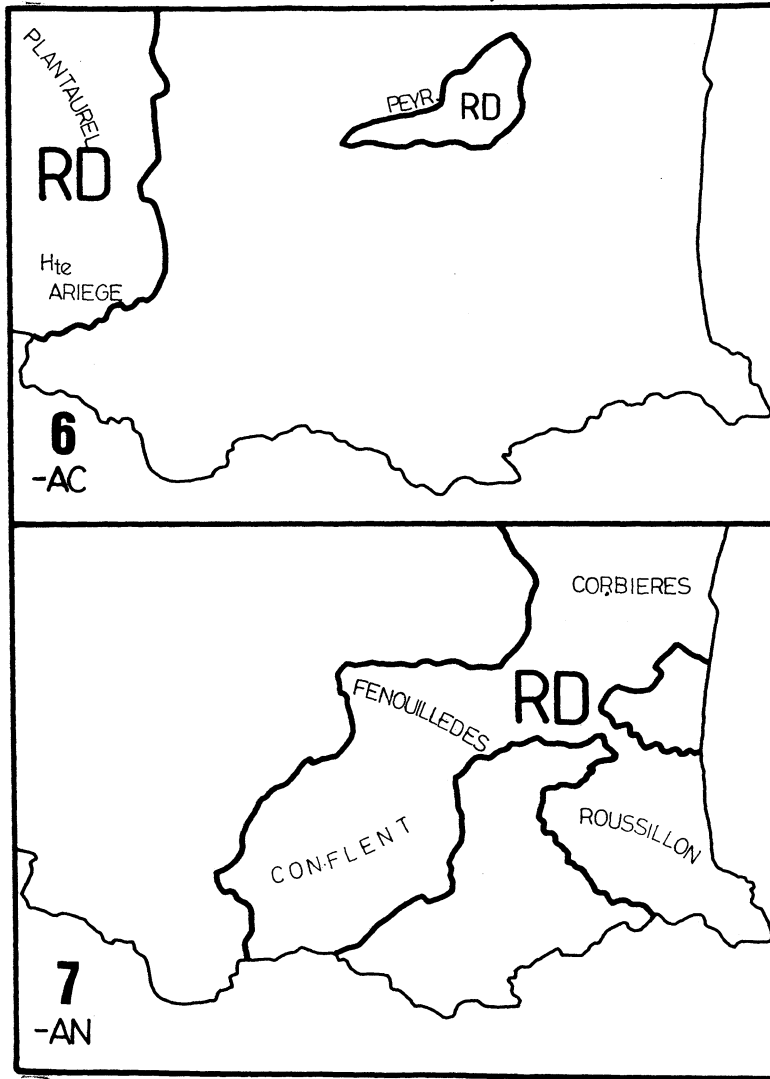 PLANTAUREL
PEYR.
RD
RD
Hte
ARIEGE
6
-AC
CORBIERES
FENOUILLEDES
RD
ROUSSILLON
CONFLENT
7
-AN